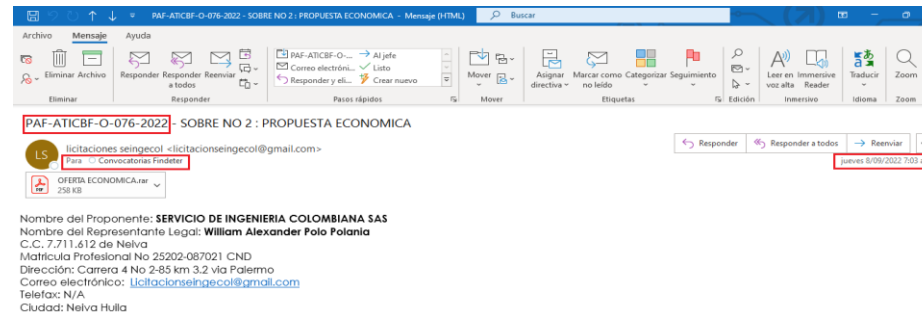 PAF-ATICBF-O-076-2022 - SOBRE NO 2 : PROPUESTA ECONOMICA - Mensaje (HTML)
Buscar
Archivo Mensaje Ayuda
Eliminar Archivo
Responder Responder a todos Reenviar
PAF-ATICBF-O-... Al jefe
Correo electróni... Listo
Responder y eli... Crear nuevo
Mover
Asignar directiva Marcar como no leído Categorizar Seguimiento
Leer en voz alta Immersive Reader
Traducir
Zoom
Eliminar Responder Pasos rápidos Mover Etiquetas Edición Inmersivo Idioma Zoom
PAF-ATICBF-O-076-2022 - SOBRE NO 2 : PROPUESTA ECONOMICA
LS
licitaciones seingecol <licitacionseingecol@gmail.com>
Para Convocatorias Findeter
Responder Responder a todos Reenviar
jueves 8/09/2022 7:03 a
OFERTA ECONOMICA.rar
258 KB
Nombre del Proponente: SERVICIO DE INGENIERIA COLOMBIANA SAS
Nombre del Representante Legal: William Alexander Polo Polania
C.C. 7.711.612 de Neiva
Matricula Profesional No 25202-087021 CND
Dirección: Carrera 4 No 2-85 km 3.2 via Palermo
Correo electrónico: Licitacionseingecol@gmail.com
Telefax: N/A
Ciudad: Neiva Huila